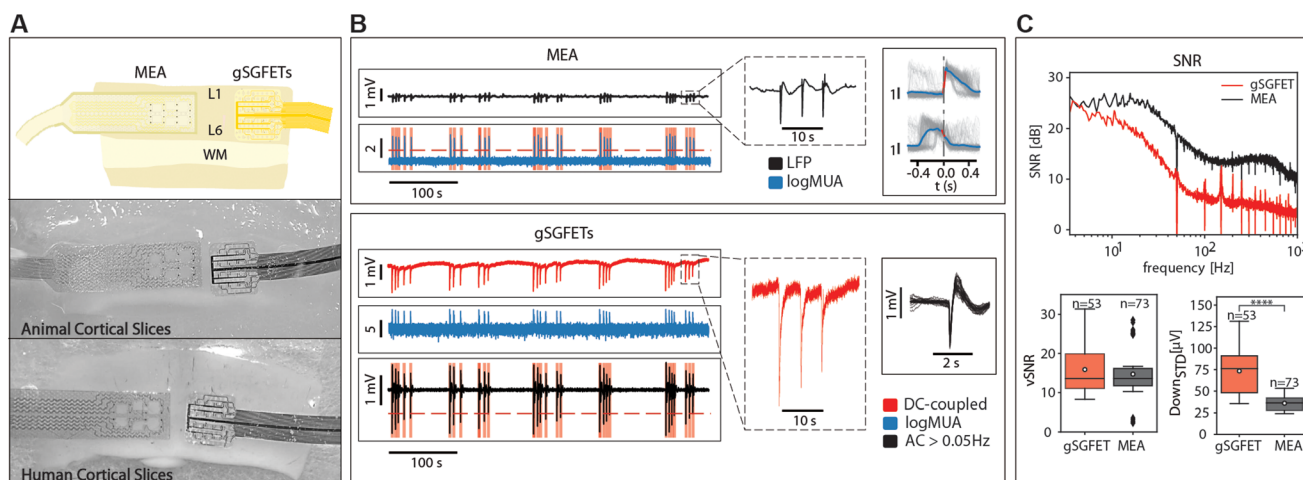 A
MEA
gSGFETs
L1
L6
WM
Animal Cortical Slices
Human Cortical Slices
B
MEA
1 mV
2
100 s
10 s
LFP
logMUA
1
1
-0.4 0.0 0.4
t (s)
gSGFETs
1 mV
5
1 mV
100 s
10 s
1 mV
2 s
DC-coupled
logMUA
AC > 0.05Hz
C
SNR
gSGFET
MEA
30
20
10
0
SNR [dB]
10¹ 10² 10³
frequency [Hz]
n=53 n=73
30
20
10
0
vSNR
gSGFET MEA
****
n=53
n=73
150
125
100
75
50
25
0
DownSTD[µV]
gSGFET MEA